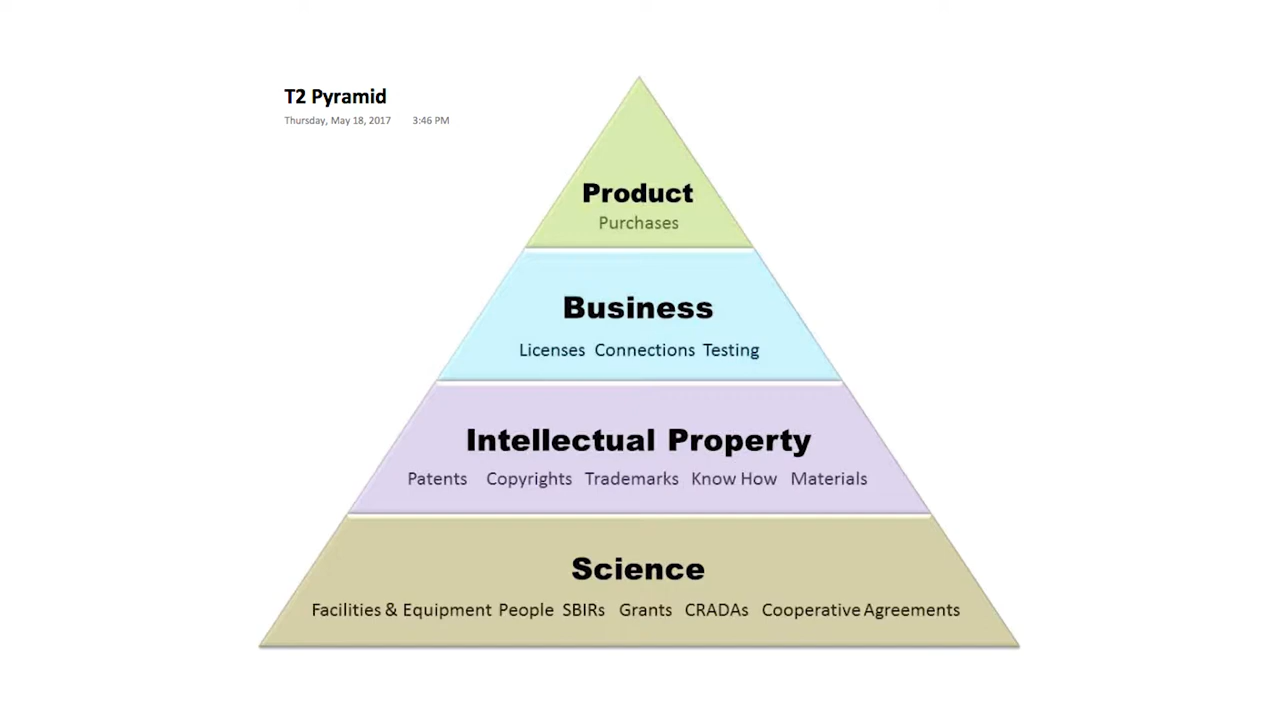 T2 Pyramid
Thursday, May 18, 2017 3:46 PM
Product
Purchases
Business
Licenses Connections Testing
Intellectual Property
Patents Copyrights Trademarks Know How Materials
Science
Facilities & Equipment People SBIRs Grants CRADAs Cooperative Agreements